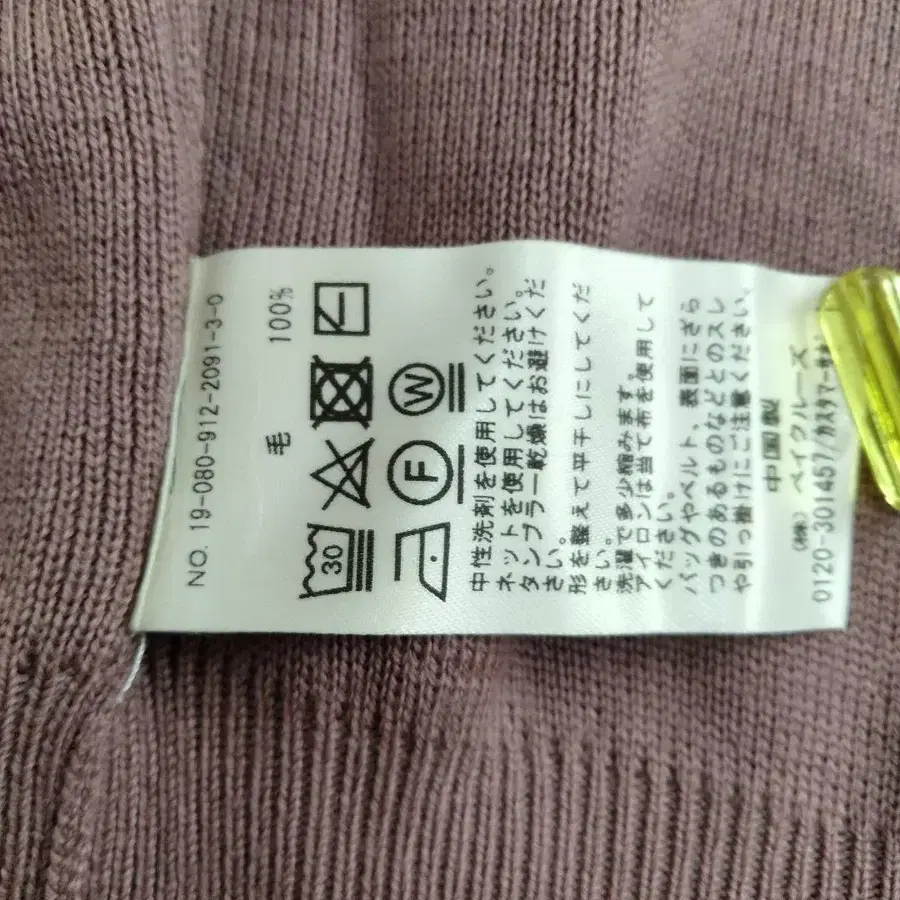 NO. 19-080-912-2091-3-0
毛 100%
30
F W
中性洗剤を使用してください。
ネットを使用してください。
タンブラー乾燥はお避けくだ
さい。
形を整えて平干しにしてくだ
さい。
洗濯で多少縮みます。
アイロンは当て布を使用して
ください。
バッグやベルト、表面にざら
つきのあるものなどとのスレ
や引っ掛けにご注意ください。
中国製
(株) ベイクルーズ
0120-301457/カスタマー